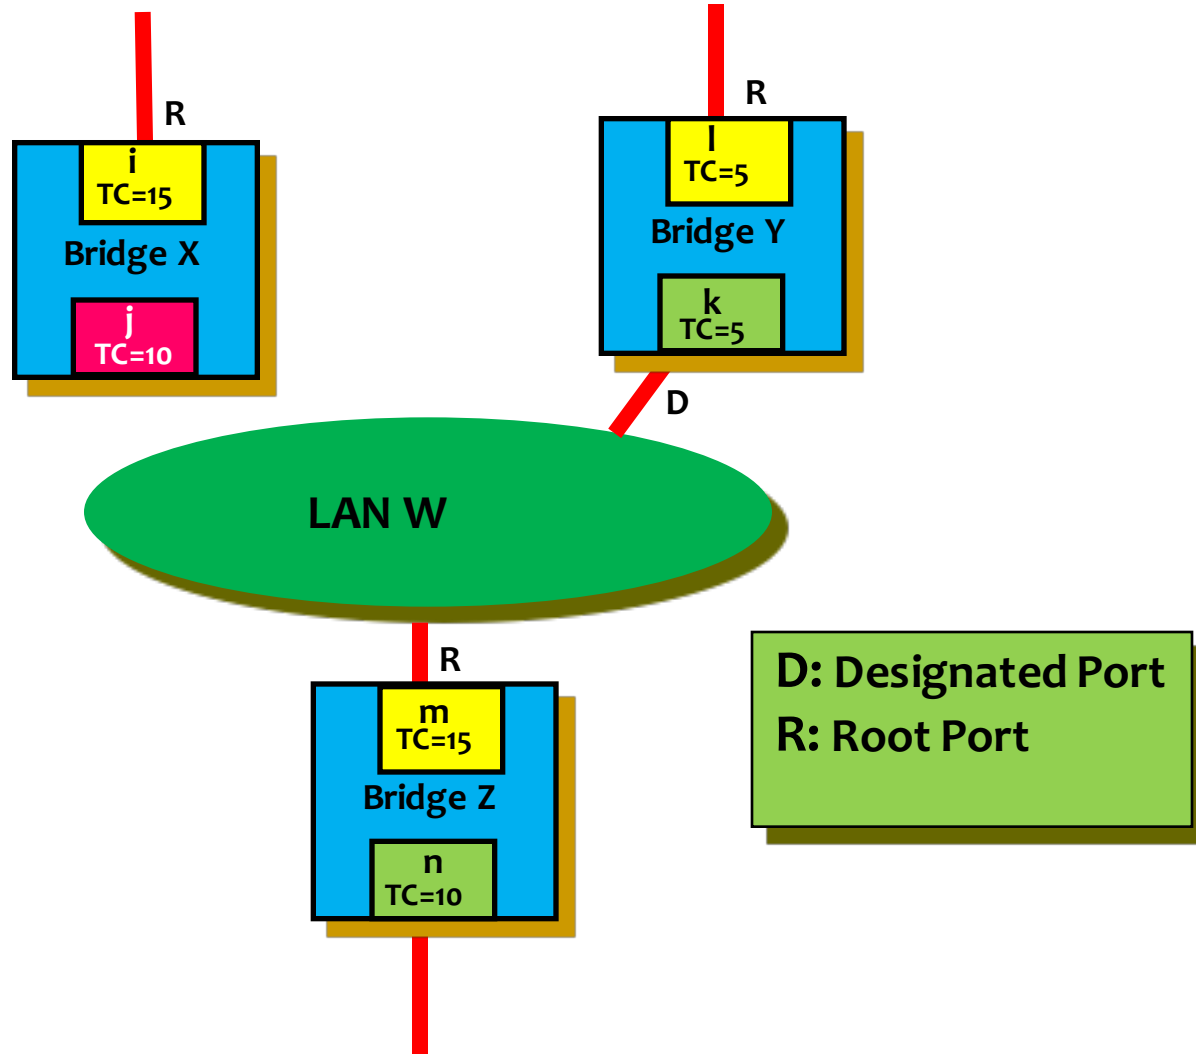 R
i
TC=15
Bridge X
j
TC=10
R
l
TC=5
Bridge Y
k
TC=5
D
LAN W
R
m
TC=15
Bridge Z
n
TC=10
D: Designated Port
R: Root Port